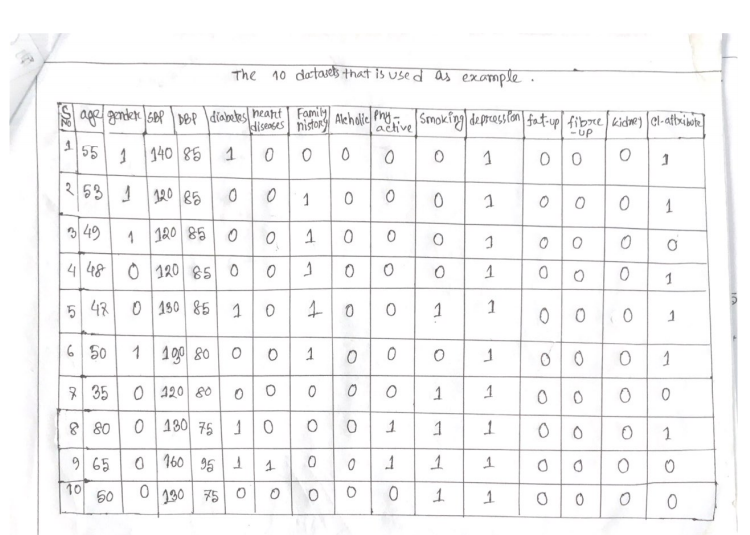 The 10 datasets that is used as example.
S NO age gender SBP DBP diabetes heart diseases Family history Alcholic Phy-active Smoking depression fat-up fibre-up kidney Cl-attribute
1 55 1 140 85 1 0 0 0 0 0 1 0 0 0 1
2 53 1 120 85 0 0 1 0 0 0 1 0 0 0 1
3 49 1 120 85 0 0 1 0 0 0 1 0 0 0 0
4 48 0 120 85 0 0 1 0 0 0 1 0 0 0 1
5 47 0 130 85 1 0 1 0 0 1 1 0 0 0 1
6 50 1 80 0 0 1 0 0 0 1 0 0 0 1
7 35 0 120 80 0 0 0 0 0 1 1 0 0 0 0
8 80 0 130 75 1 0 0 0 1 1 1 0 0 0 1
9 65 0 160 95 1 1 0 0 1 1 1 0 0 0 0
10 50 0 130 75 0 0 0 0 0 1 1 0 0 0 0